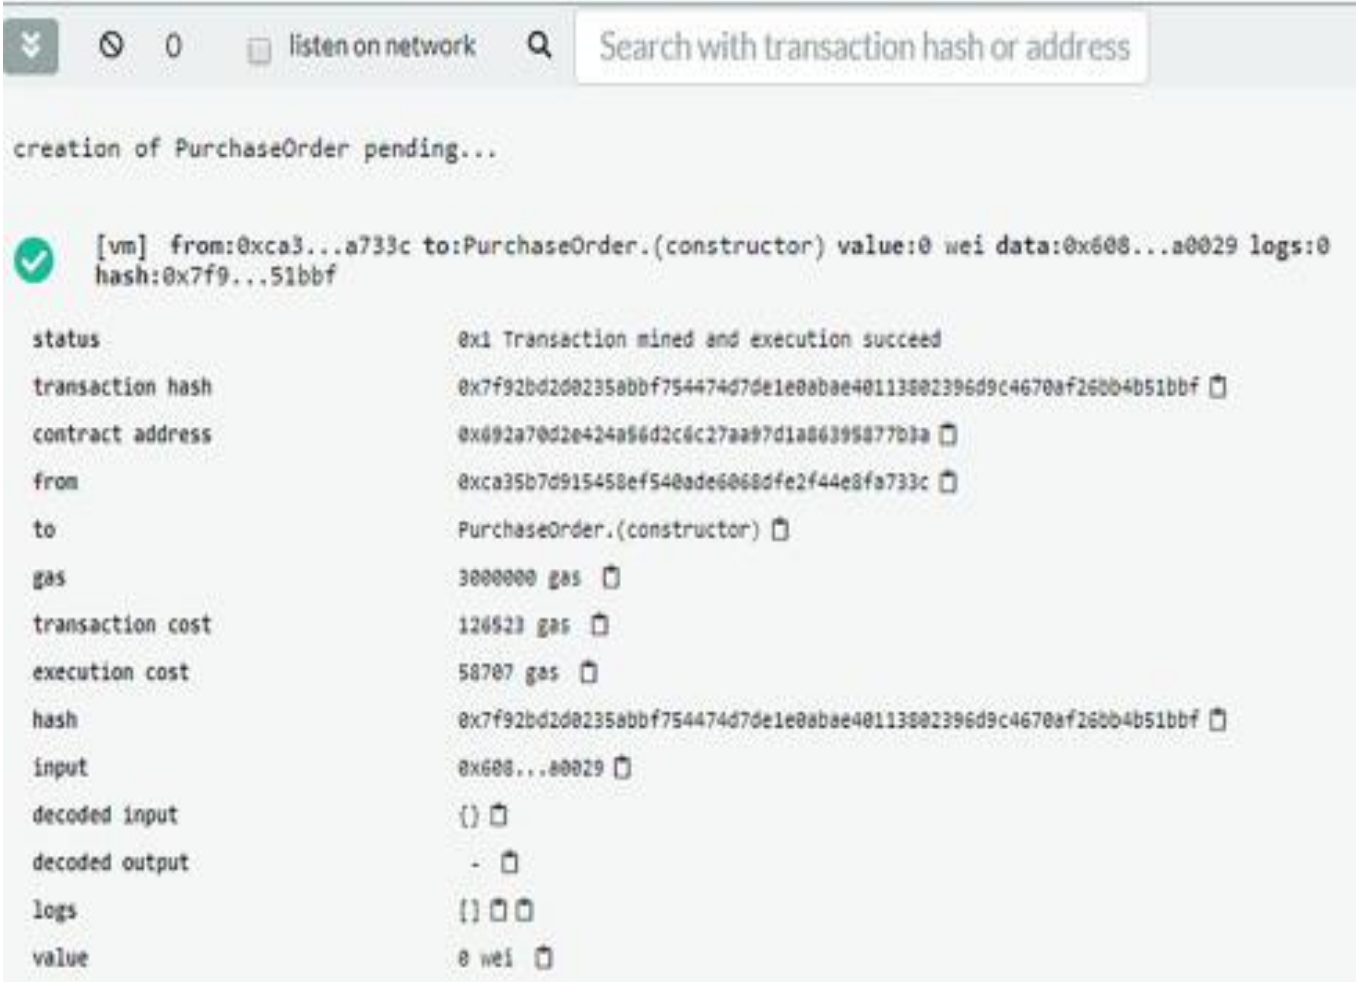 0 listen on network Search with transaction hash or address
creation of PurchaseOrder pending...
[vm] from:0xca3...a733c to:PurchaseOrder.(constructor) value:0 wei data:0x608...a0029 logs:0
hash:0x7f9...51bbf
status 0x1 Transaction mined and execution succeed
transaction hash 0x7f92bd2d0235abbf754474d7de1e0abae40113802396d9c4670af26bb4b51bbf
contract address 0x692a70d2e424a56d2c6c27aa97d1a86395877b3a
from 0xca35b7d915458ef540ade6068dfe2f44e8fa733c
to PurchaseOrder.(constructor)
gas 3000000 gas
transaction cost 126523 gas
execution cost 58707 gas
hash 0x7f92bd2d0235abbf754474d7de1e0abae40113802396d9c4670af26bb4b51bbf
input 0x608...a0029
decoded input {}
decoded output -
logs []
value 0 wei